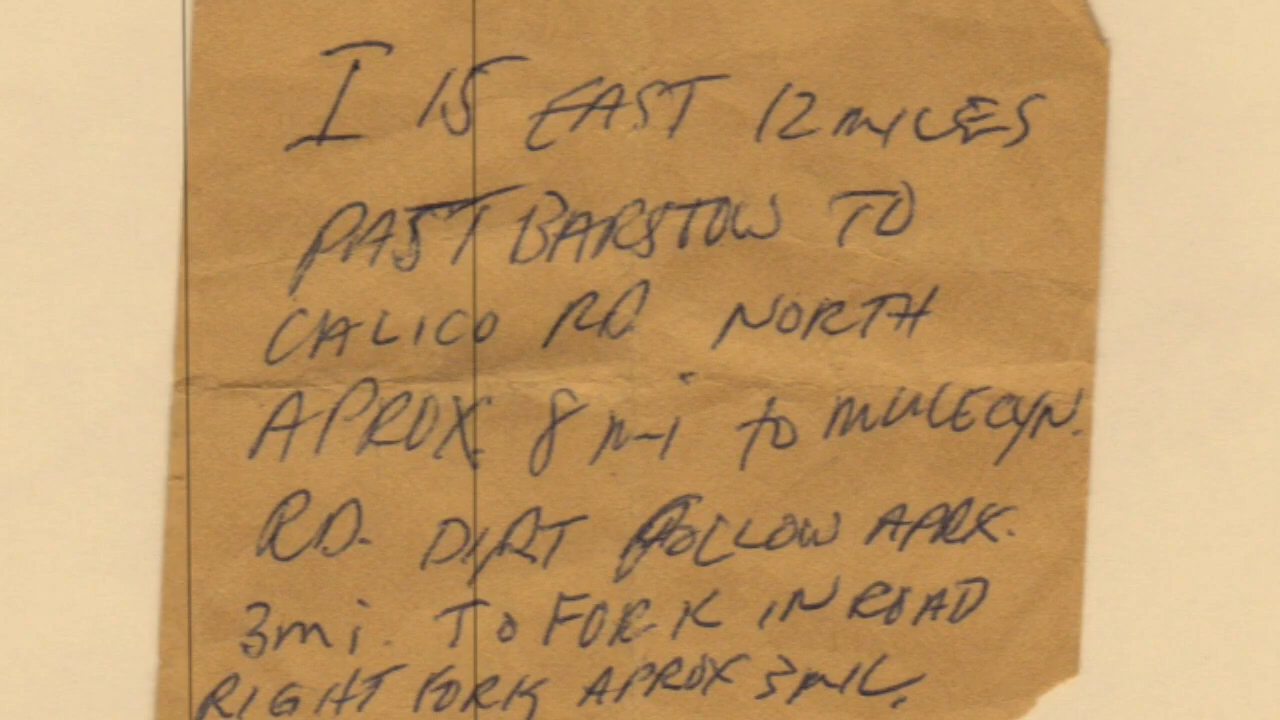 I 15 EAST 12 MILES
PAST BARSTOW TO
CALICO RD NORTH
APROX 8 mi to MULE CYN.
RD. DIRT FOLLOW APRX.
3mi. TO FORK IN ROAD
RIGHT FORK APROX 3 MIL.